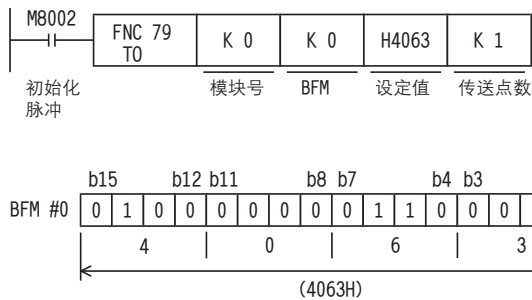 M8002
FNC 79 TO K 0 K 0 H4063 K 1
初始化脉冲 模块号 BFM 设定值 传送点数
b15 b12 b11 b8 b7 b4 b3
BFM #0 0 1 0 0 0 0 0 0 0 1 1 0 0 0
4 0 6 3
(4063H)